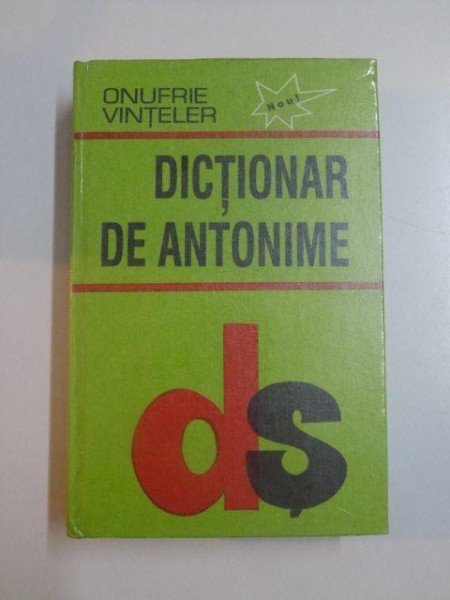 ONUFRIE
VINȚELER
Nou!
DICȚIONAR
DE ANTONIME
dș